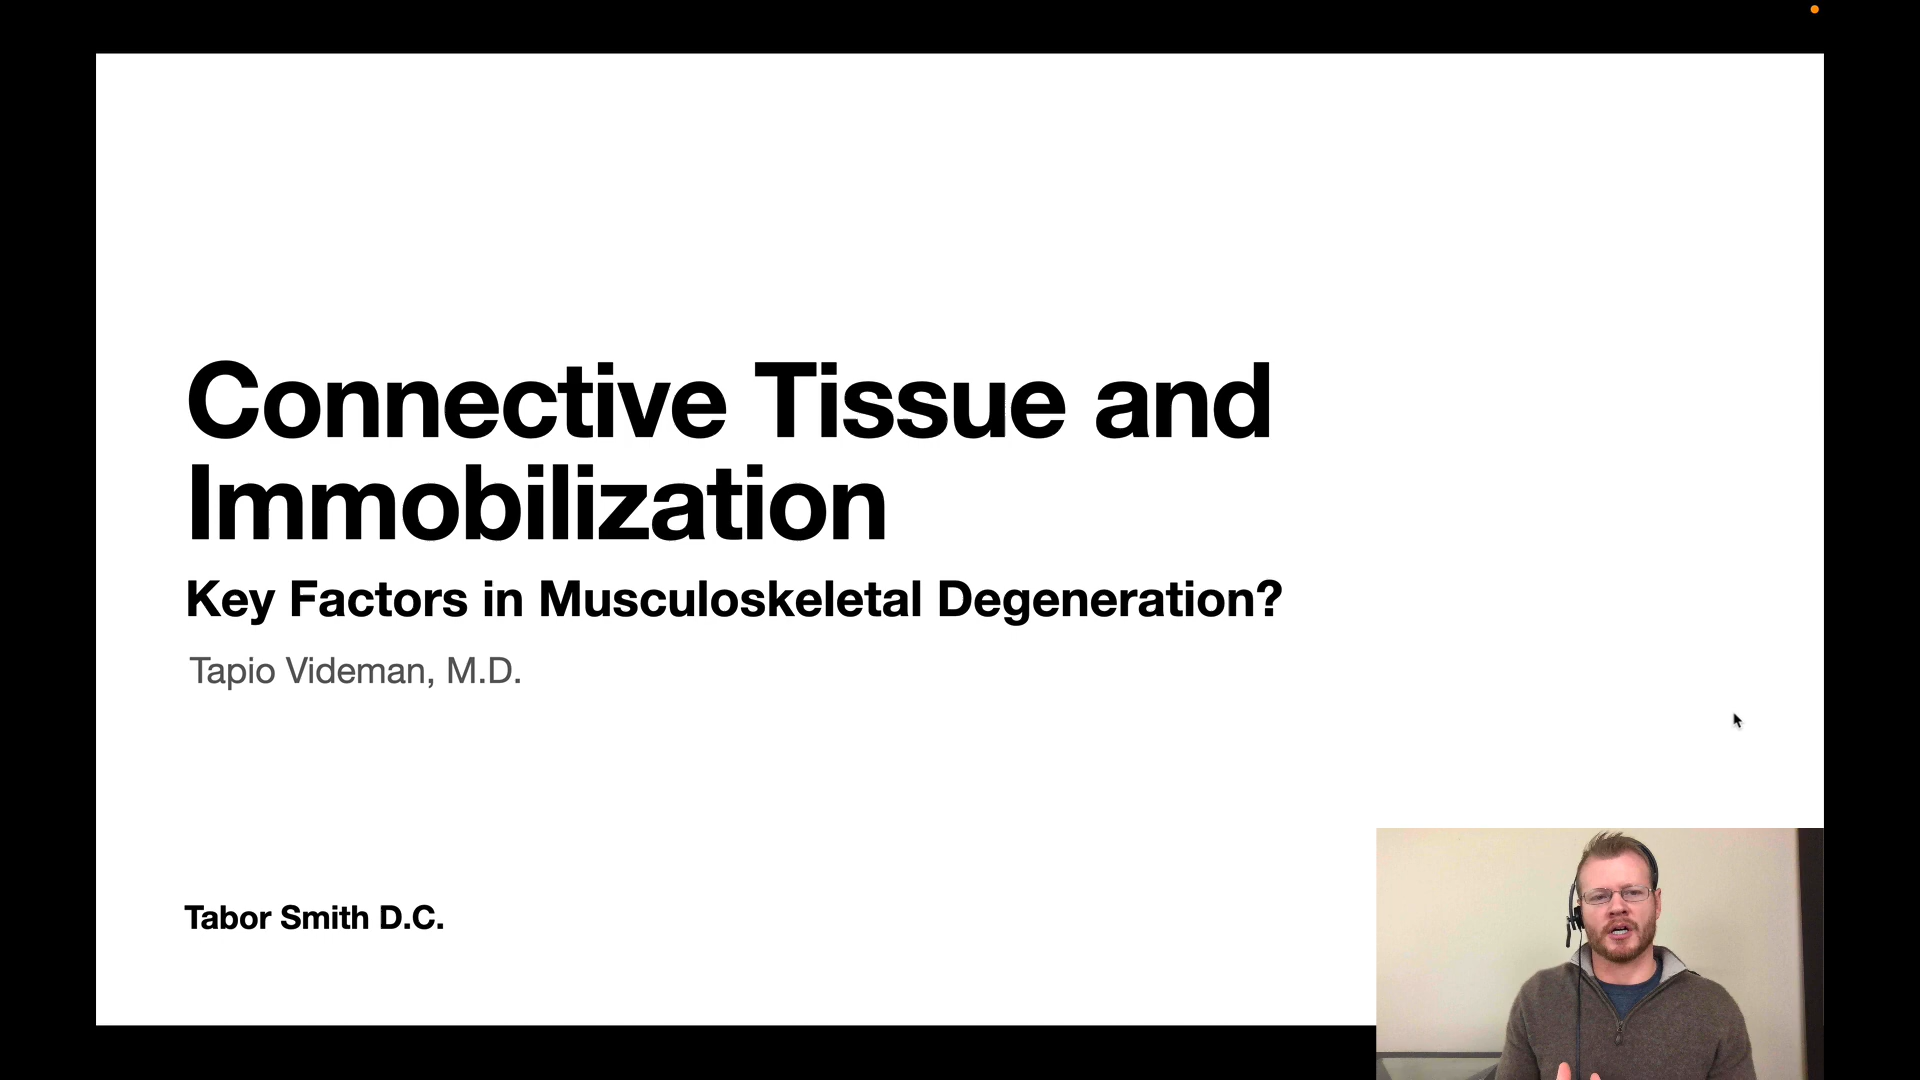 Connective Tissue and
Immobilization
Key Factors in Musculoskeletal Degeneration?
Tapio Videman, M.D.
Tabor Smith D.C.